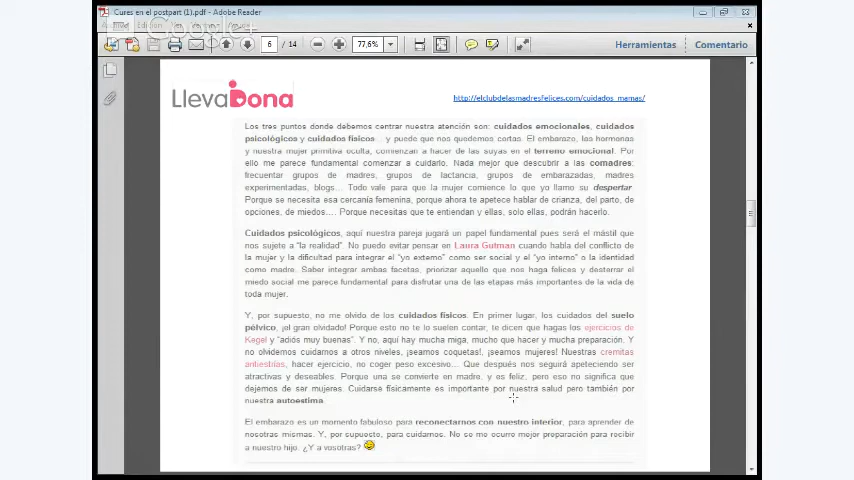 Cures en el postpart (1).pdf - Adobe Reader
Google+
6 / 14 77,6% Herramientas Comentario
LlevaDona
http://elclubdelasmadresfelices.com/cuidados_mamas/
Los tres puntos donde debemos centrar nuestra atención son: cuidados emocionales, cuidados
psicológicos y cuidados físicos… y puede que nos quedemos cortas. El embarazo, las hormonas
y nuestra mujer primitiva oculta, comienzan a hacer de las suyas en el terreno emocional. Por
ello me parece fundamental comenzar a cuidarlo. Nada mejor que descubrir a las comadres:
frecuentar grupos de madres, grupos de lactancia, grupos de embarazadas, madres
experimentadas, blogs… Todo vale para que la mujer comience lo que yo llamo su despertar.
Porque se necesita esa cercanía femenina, porque ahora te apetece hablar de crianza, del parto, de
opciones, de miedos…. Porque necesitas que te entiendan y ellas, solo ellas, podrán hacerlo.
Cuidados psicológicos, aquí nuestra pareja jugará un papel fundamental pues será el mástil que
nos sujete a "la realidad". No puedo evitar pensar en Laura Gutman cuando habla del conflicto de
la mujer y la dificultad para integrar el "yo externo" como ser social y el "yo interno" o la identidad
como madre. Saber integrar ambas facetas, priorizar aquello que nos haga felices y desterrar el
miedo social me parece fundamental para disfrutar una de las etapas más importantes de la vida de
toda mujer.
Y, por supuesto, no me olvido de los cuidados físicos. En primer lugar, los cuidados del suelo
pélvico, ¡el gran olvidado! Porque esto no te lo suelen contar, te dicen que hagas los ejercicios de
Kegel y "adiós muy buenas". Y no, aquí hay mucha miga, mucho que hacer y mucha preparación. Y
no olvidemos cuidarnos a otros niveles, ¡seamos coquetas!, ¡seamos mujeres! Nuestras cremitas
antiestrías, hacer ejercicio, no coger peso excesivo… Que después nos seguirá apeteciendo ser
atractivas y deseables. Porque una se convierte en madre, y es feliz, pero eso no significa que
dejemos de ser mujeres. Cuidarse físicamente es importante por nuestra salud pero también por
nuestra autoestima.
El embarazo es un momento fabuloso para reconectarnos con nuestro interior, para aprender de
nosotras mismas. Y, por supuesto, para cuidarnos. No se me ocurre mejor preparación para recibir
a nuestro hijo. ¿Y a vosotras?